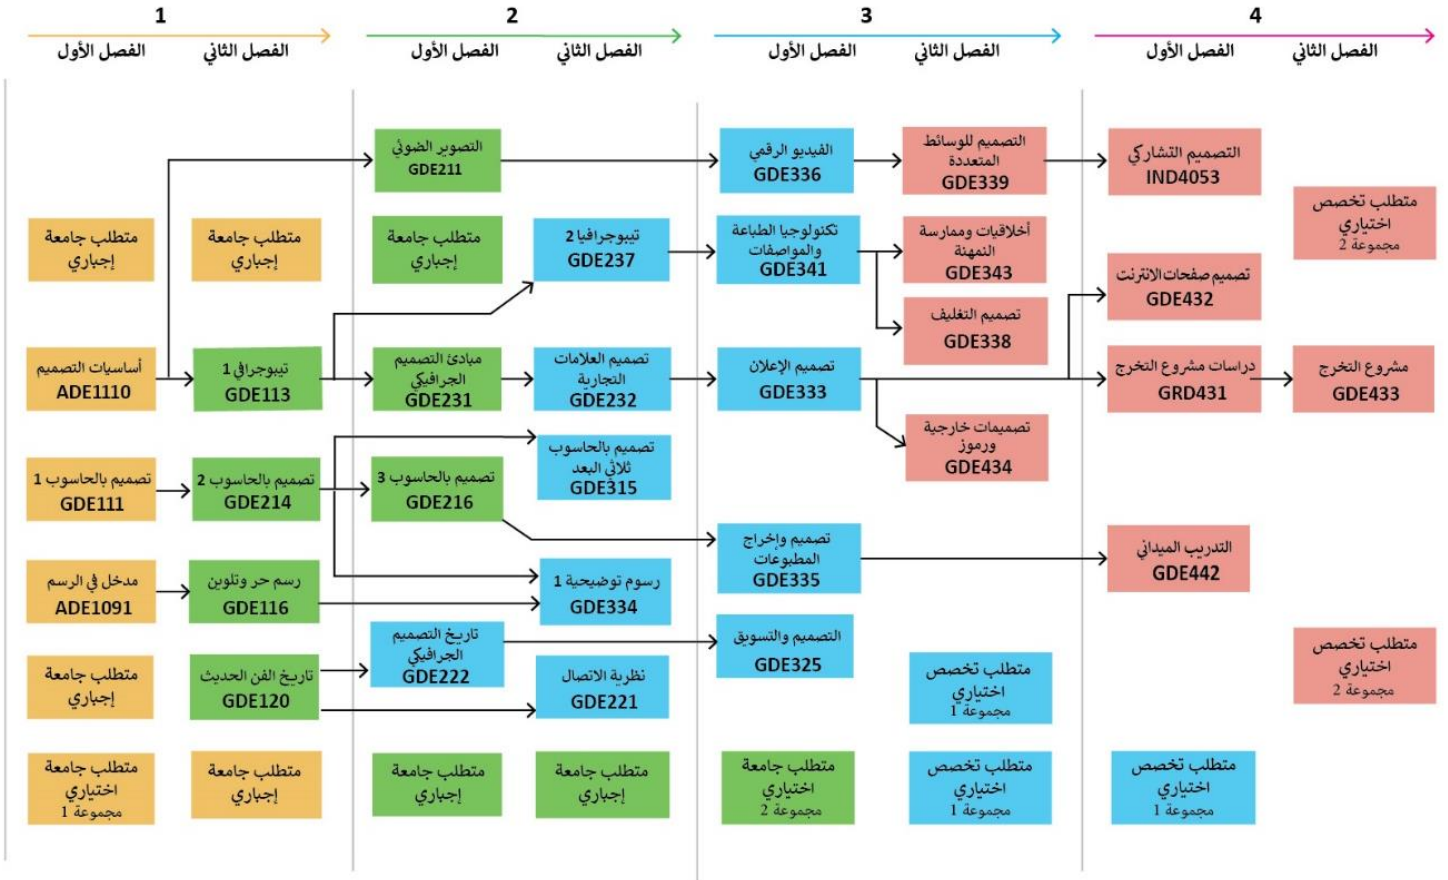 1
2
3
4
الفصل الأول
الفصل الثاني
الفصل الأول
الفصل الثاني
الفصل الأول
الفصل الثاني
الفصل الأول
الفصل الثاني
متطلب جامعة
إجباري
أساسيات التصميم
ADE1110
تصميم بالحاسوب 1
GDE111
مدخل في الرسم
ADE1091
متطلب جامعة
إجباري
متطلب جامعة
اختياري
مجموعة 1
متطلب جامعة
إجباري
تيبوجرافي 1
GDE113
تصميم بالحاسوب 2
GDE214
رسم حر وتلوين
GDE116
تاريخ الفن الحديث
GDE120
متطلب جامعة
إجباري
التصوير الضوئي
GDE211
متطلب جامعة
إجباري
مبادئ التصميم
الجرافيكي
GDE231
تصميم بالحاسوب 3
GDE216
تاريخ التصميم
الجرافيكي
GDE222
متطلب جامعة
إجباري
تيبوجرافيا 2
GDE237
تصميم العلامات
التجارية
GDE232
تصميم بالحاسوب
ثلاثي البعد
GDE315
رسوم توضيحية 1
GDE334
نظرية الاتصال
GDE221
متطلب جامعة
إجباري
الفيديو الرقمي
GDE336
تكنولوجيا الطباعة
والمواصفات
GDE341
تصميم الإعلان
GDE333
تصميم وإخراج
المطبوعات
GDE335
التصميم والتسويق
GDE325
متطلب جامعة
اختياري
مجموعة 2
التصميم للوسائط
المتعددة
GDE339
أخلاقيات وممارسة
النمهنة
GDE343
تصميم التغليف
GDE338
تصميمات خارجية
ورموز
GDE434
متطلب تخصص
اختياري
مجموعة 1
متطلب تخصص
اختياري
مجموعة 1
التصميم التشاركي
IND4053
تصميم صفحات الانترنت
GDE432
دراسات مشروع التخرج
GRD431
التدريب الميداني
GDE442
متطلب تخصص
اختياري
مجموعة 1
متطلب تخصص
اختياري
مجموعة 2
مشروع التخرج
GDE433
متطلب تخصص
اختياري
مجموعة 2